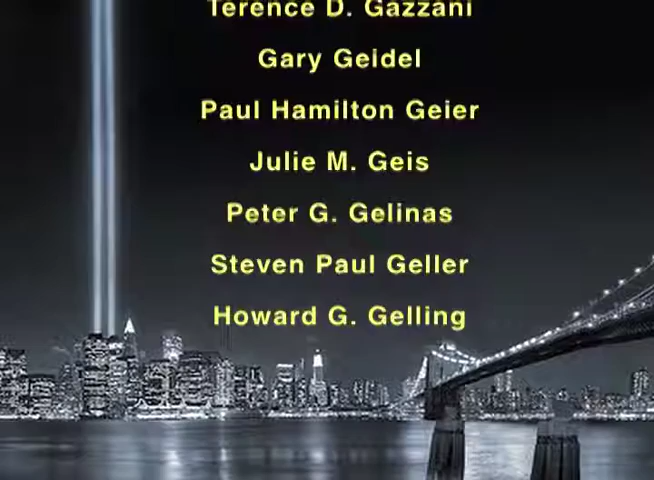 Terence D. Gazzani
Gary Geidel
Paul Hamilton Geier
Julie M. Geis
Peter G. Gelinas
Steven Paul Geller
Howard G. Gelling